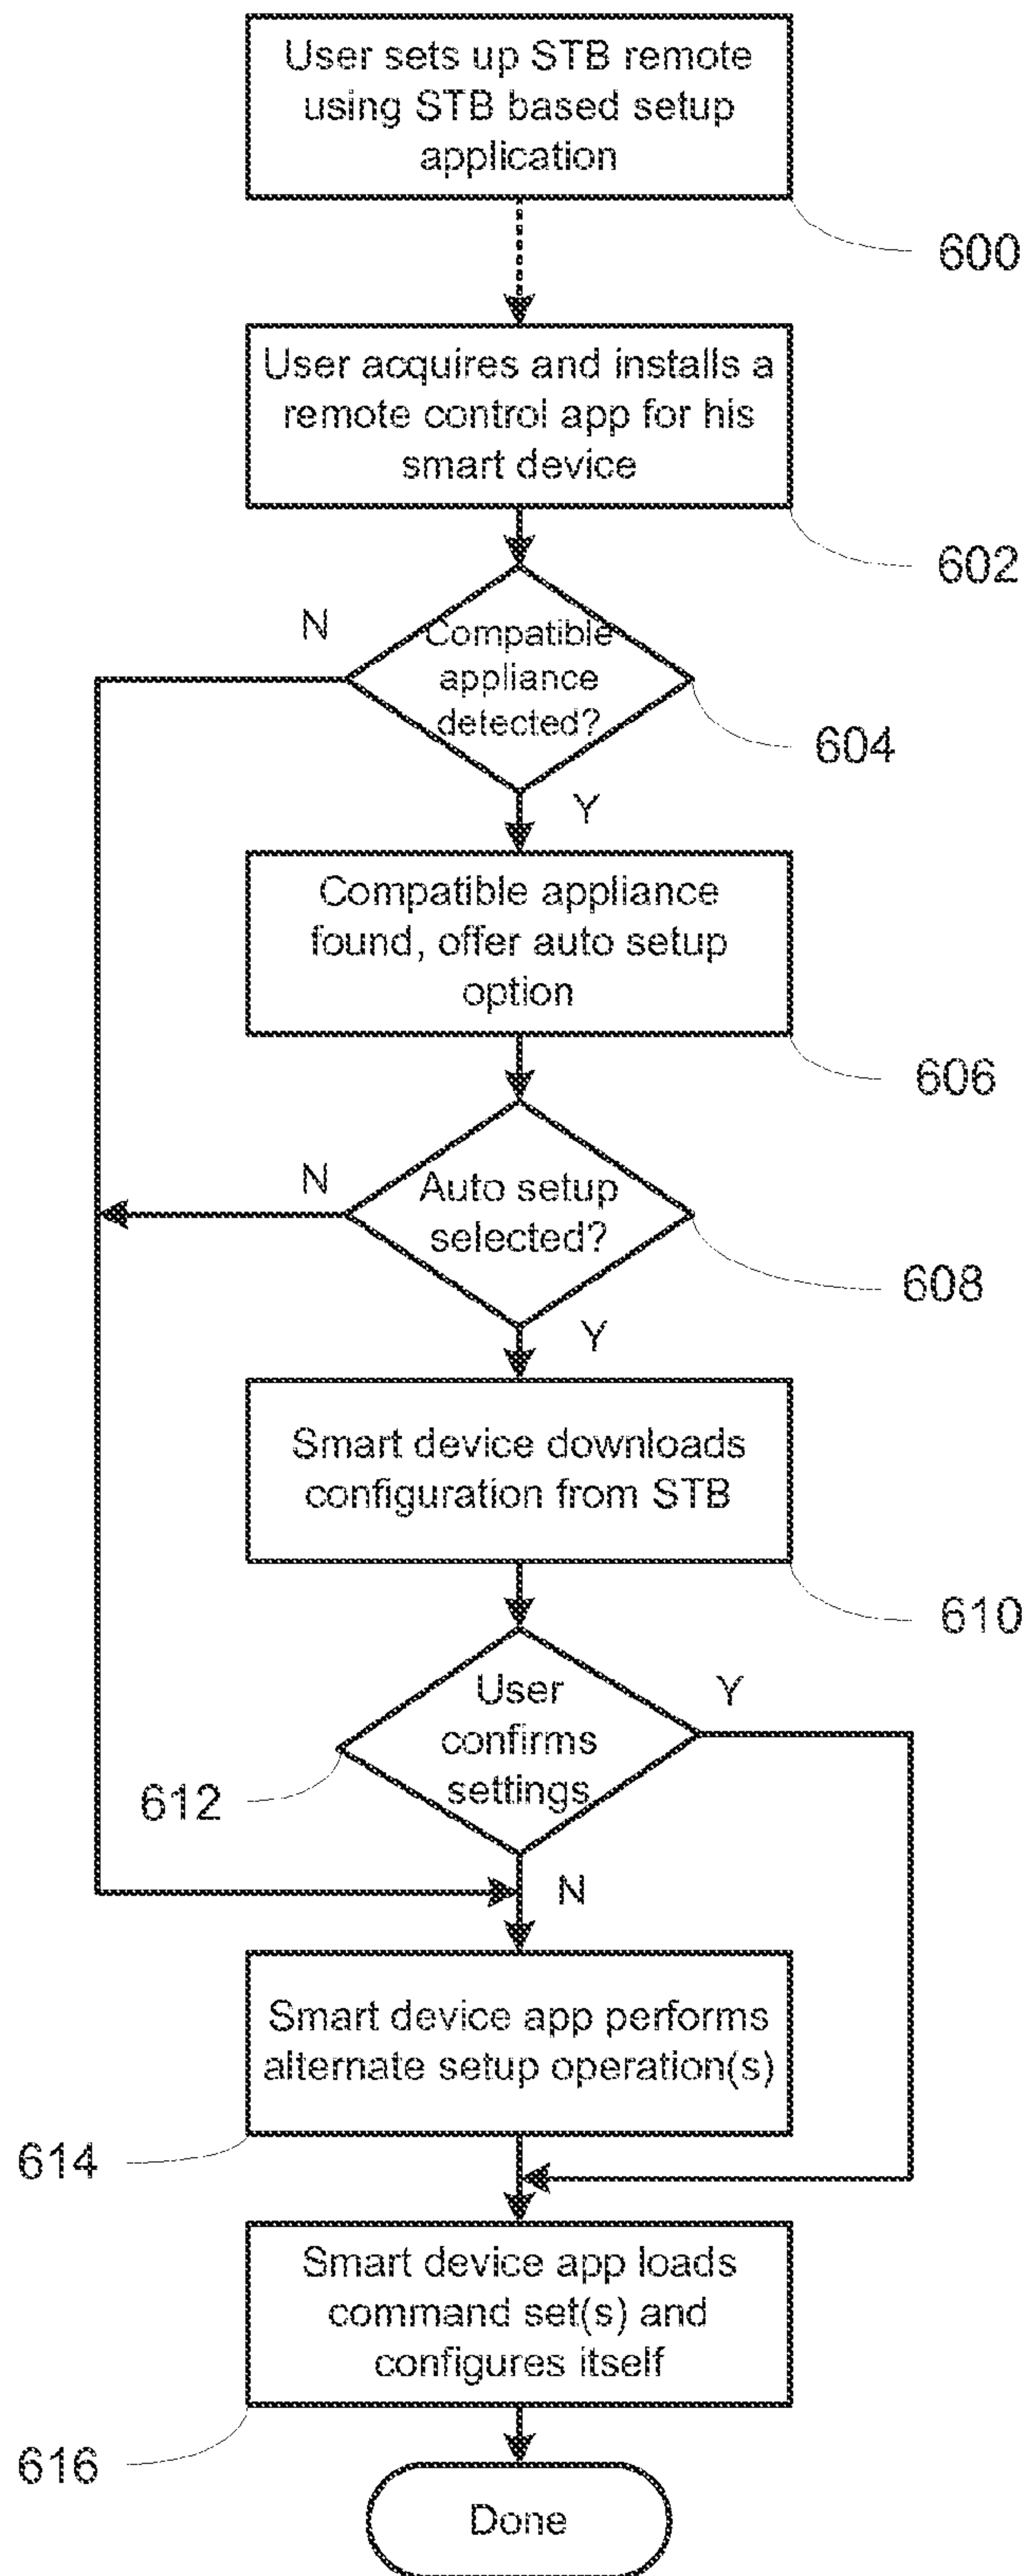 User sets up STB remote
using STB based setup
application
600
User acquires and installs a
remote control app for his
smart device
602
N
Compatible
appliance
detected?
604
Y
Compatible appliance
found, offer auto setup
option
606
N
Auto setup
selected?
608
Y
Smart device downloads
configuration from STB
610
User
confirms
settings
Y
612
N
Smart device app performs
alternate setup operation(s)
614
Smart device app loads
command set(s) and
configures itself
616
Done